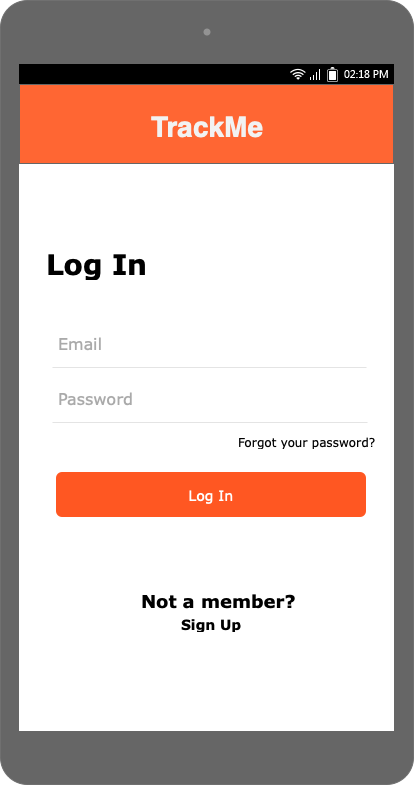 02:18 PM
TrackMe
Log In
Email
Password
Forgot your password?
Log In
Not a member?
Sign Up